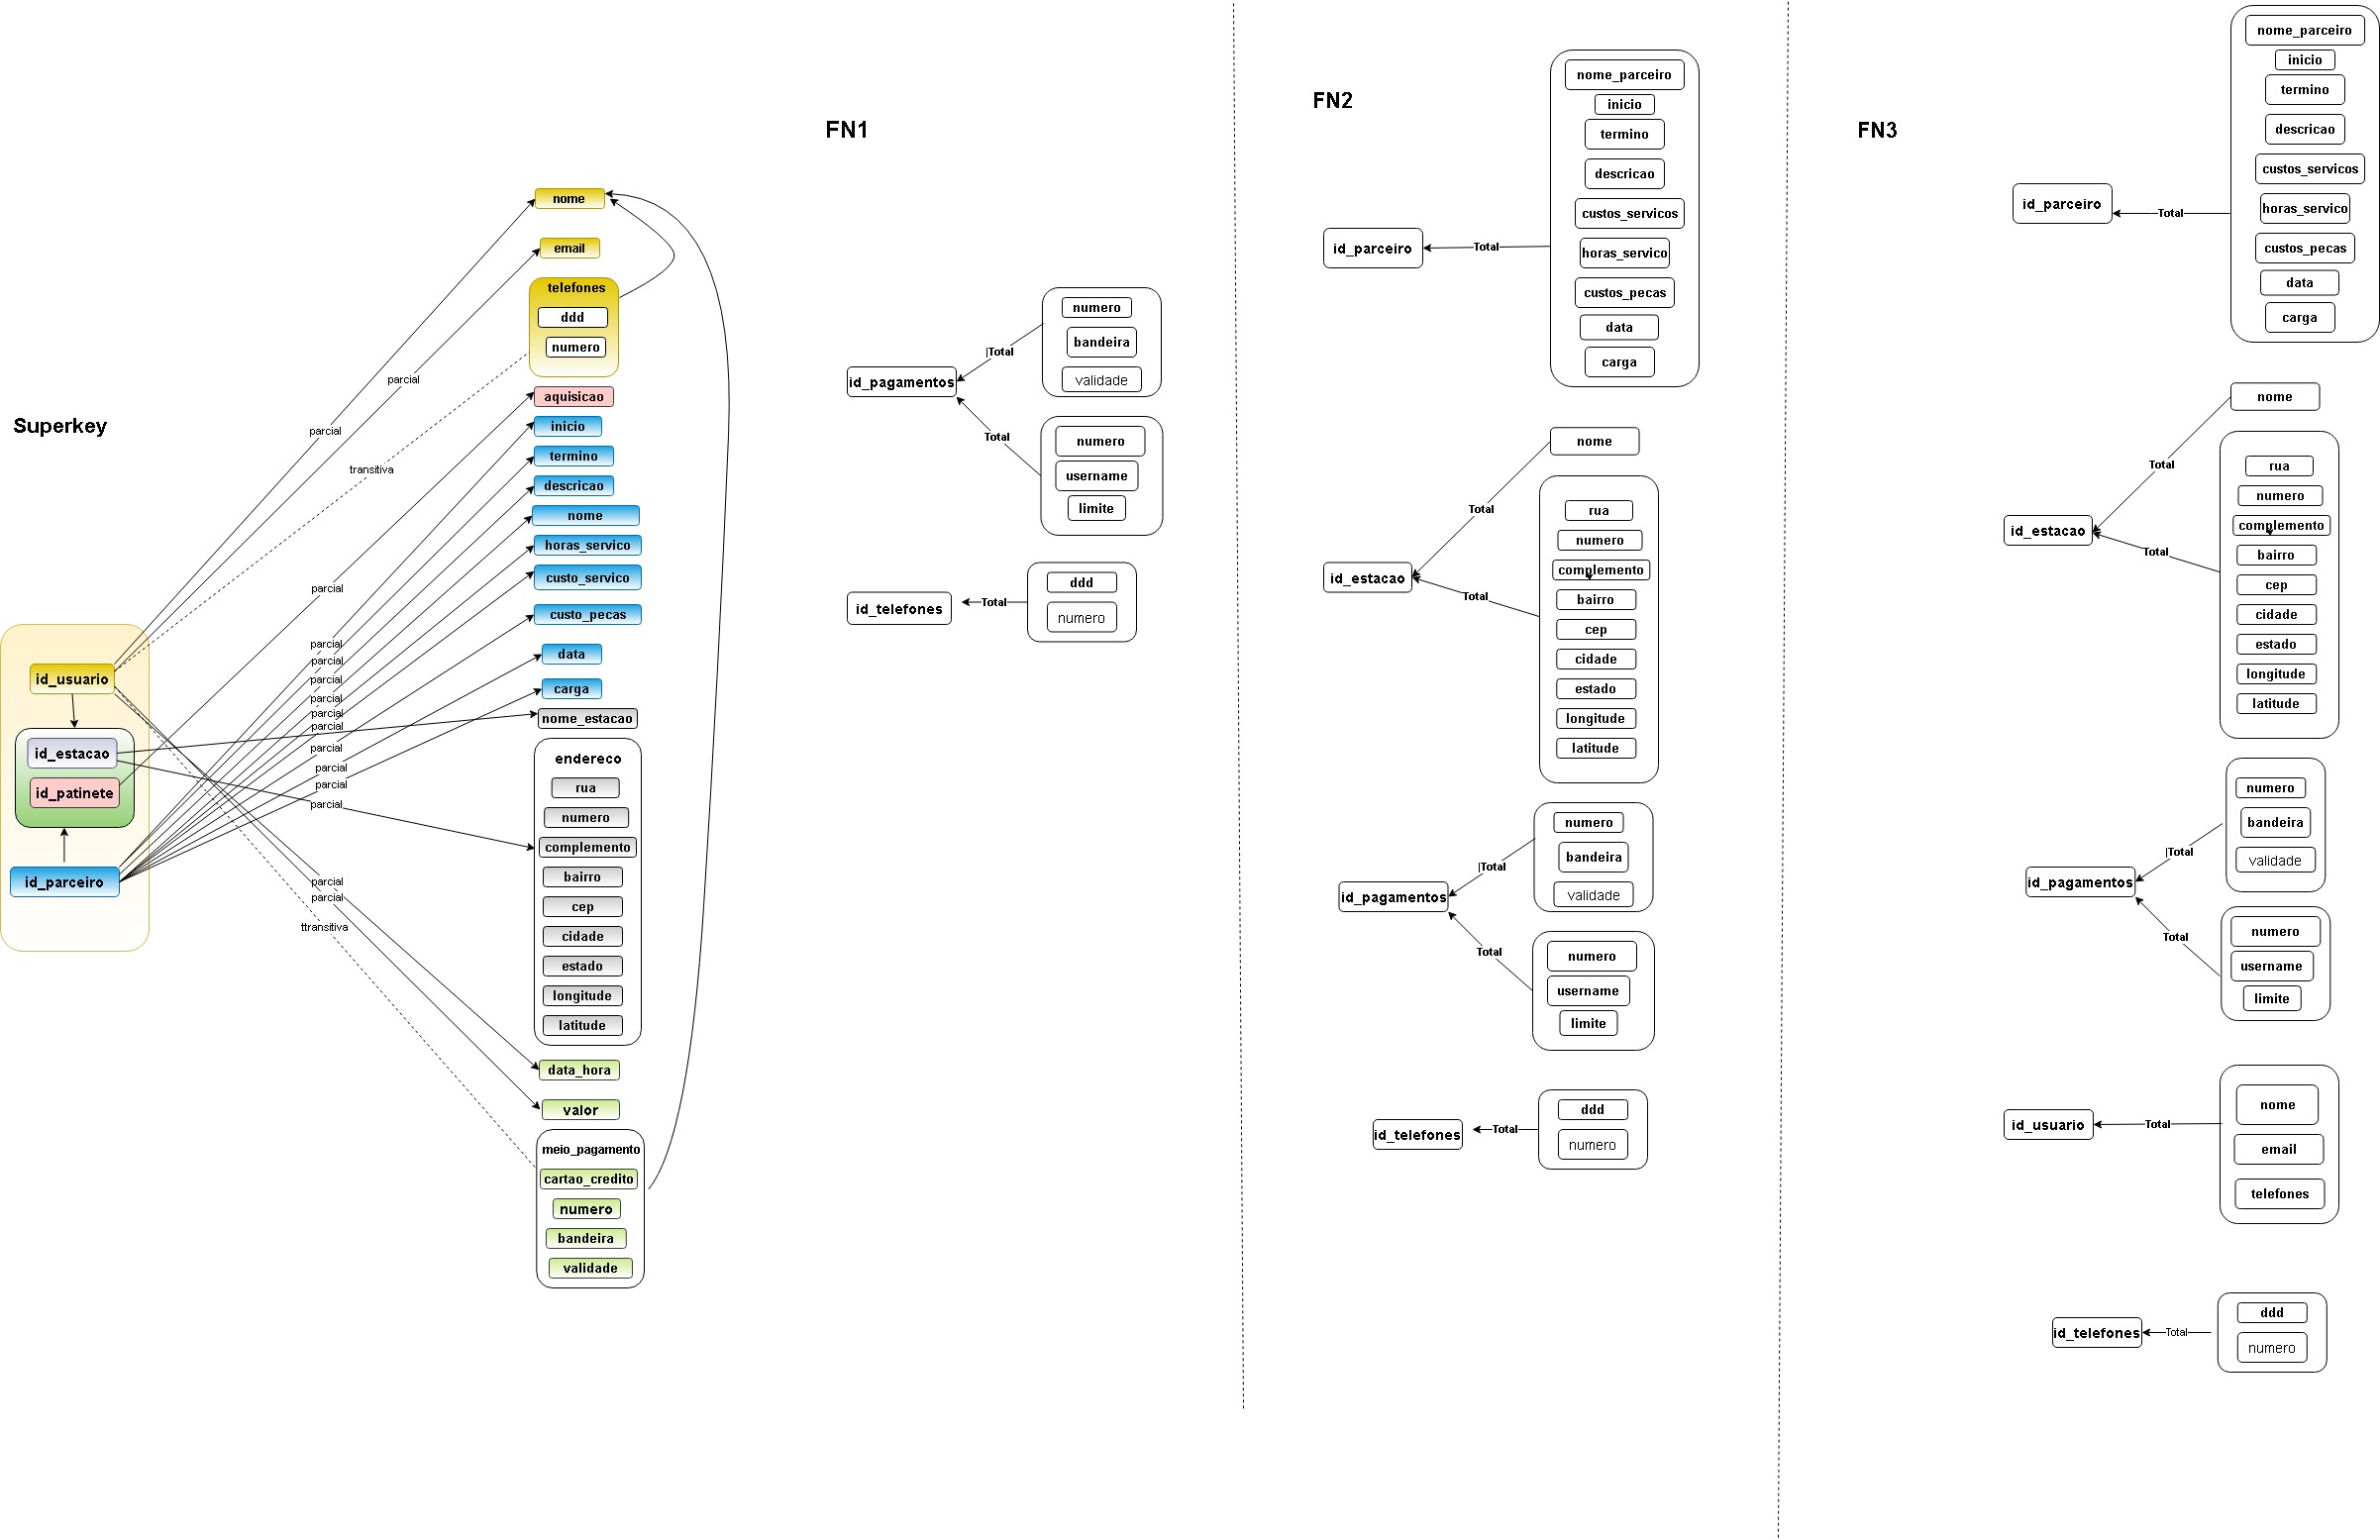 Superkey
id_usuario
id_estacao
id_patinete
id_parceiro
parcial
parcial
transitiva
parcial
parcial
parcial
parcial
parcial
parcial
parcial
parcial
parcial
parcial
parcial
parcial
parcial
ttransitiva
nome
email
telefones
ddd
numero
aquisicao
inicio
termino
descricao
nome
horas_servico
custo_servico
custo_pecas
data
carga
nome_estacao
endereco
rua
numero
complemento
bairro
cep
cidade
estado
longitude
latitude
data_hora
valor
meio_pagamento
cartao_credito
numero
bandeira
validade
FN1
id_pagamentos
|Total
numero
bandeira
validade
Total
numero
username
limite
id_telefones
Total
ddd
numero
FN2
id_parceiro
Total
nome_parceiro
inicio
termino
descricao
custos_servicos
horas_servico
custos_pecas
data
carga
id_estacao
Total
nome
Total
rua
numero
complemento
bairro
cep
cidade
estado
longitude
latitude
id_pagamentos
|Total
numero
bandeira
validade
Total
numero
username
limite
id_telefones
Total
ddd
numero
FN3
id_parceiro
Total
nome_parceiro
inicio
termino
descricao
custos_servicos
horas_servico
custos_pecas
data
carga
id_estacao
Total
nome
Total
rua
numero
complemento
bairro
cep
cidade
estado
longitude
latitude
id_pagamentos
|Total
numero
bandeira
validade
Total
numero
username
limite
id_usuario
Total
nome
email
telefones
id_telefones
Total
ddd
numero